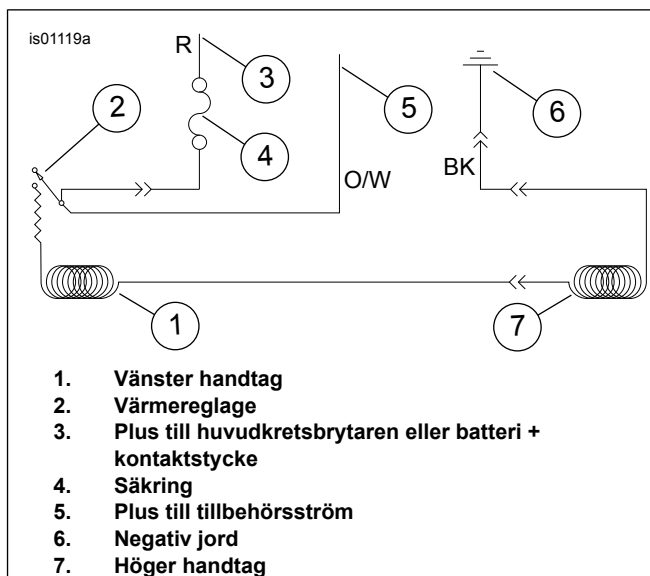 is01119a
R
3
2
4
5
6
O/W
BK
1
7
1. Vänster handtag
2. Värmereglage
3. Plus till huvudkretsbrytaren eller batteri +
kontaktstycke
4. Säkring
5. Plus till tillbehörsström
6. Negativ jord
7. Höger handtag